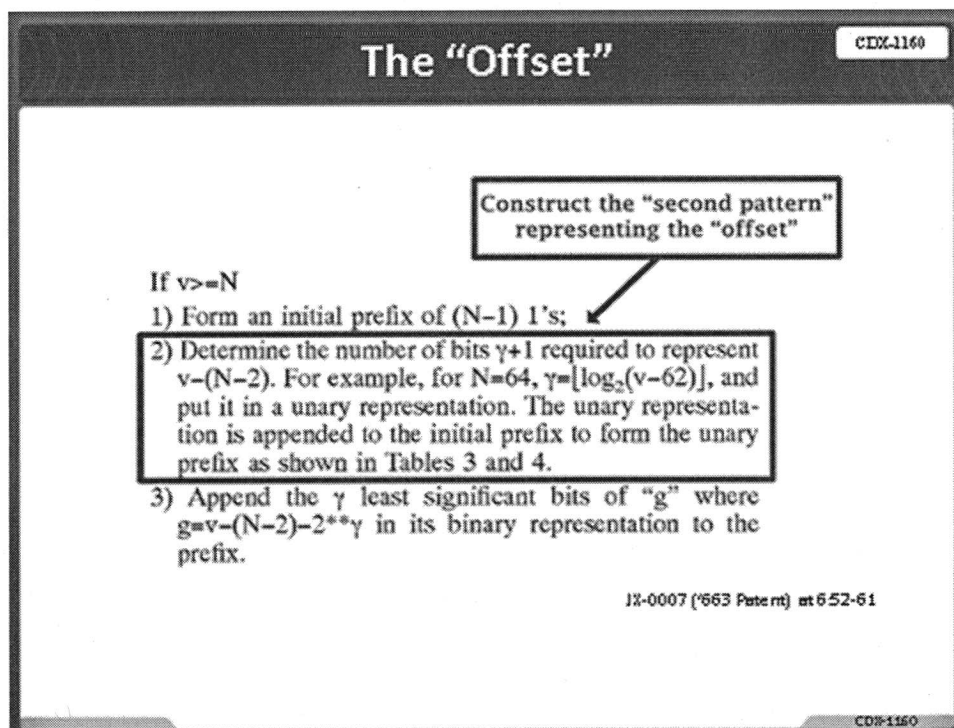 The “Offset”
CDX-1160
Construct the “second pattern”
representing the “offset”
If v>=N
1) Form an initial prefix of (N−1) 1’s;
2) Determine the number of bits γ+1 required to represent
v−(N−2). For example, for N=64, γ=⌊log₂(v−62)⌋, and
put it in a unary representation. The unary representa-
tion is appended to the initial prefix to form the unary
prefix as shown in Tables 3 and 4.
3) Append the γ least significant bits of “g” where
g=v−(N−2)−2**γ in its binary representation to the
prefix.
JX-0007 (’663 Patent) at 6:52-61
CDX-1160